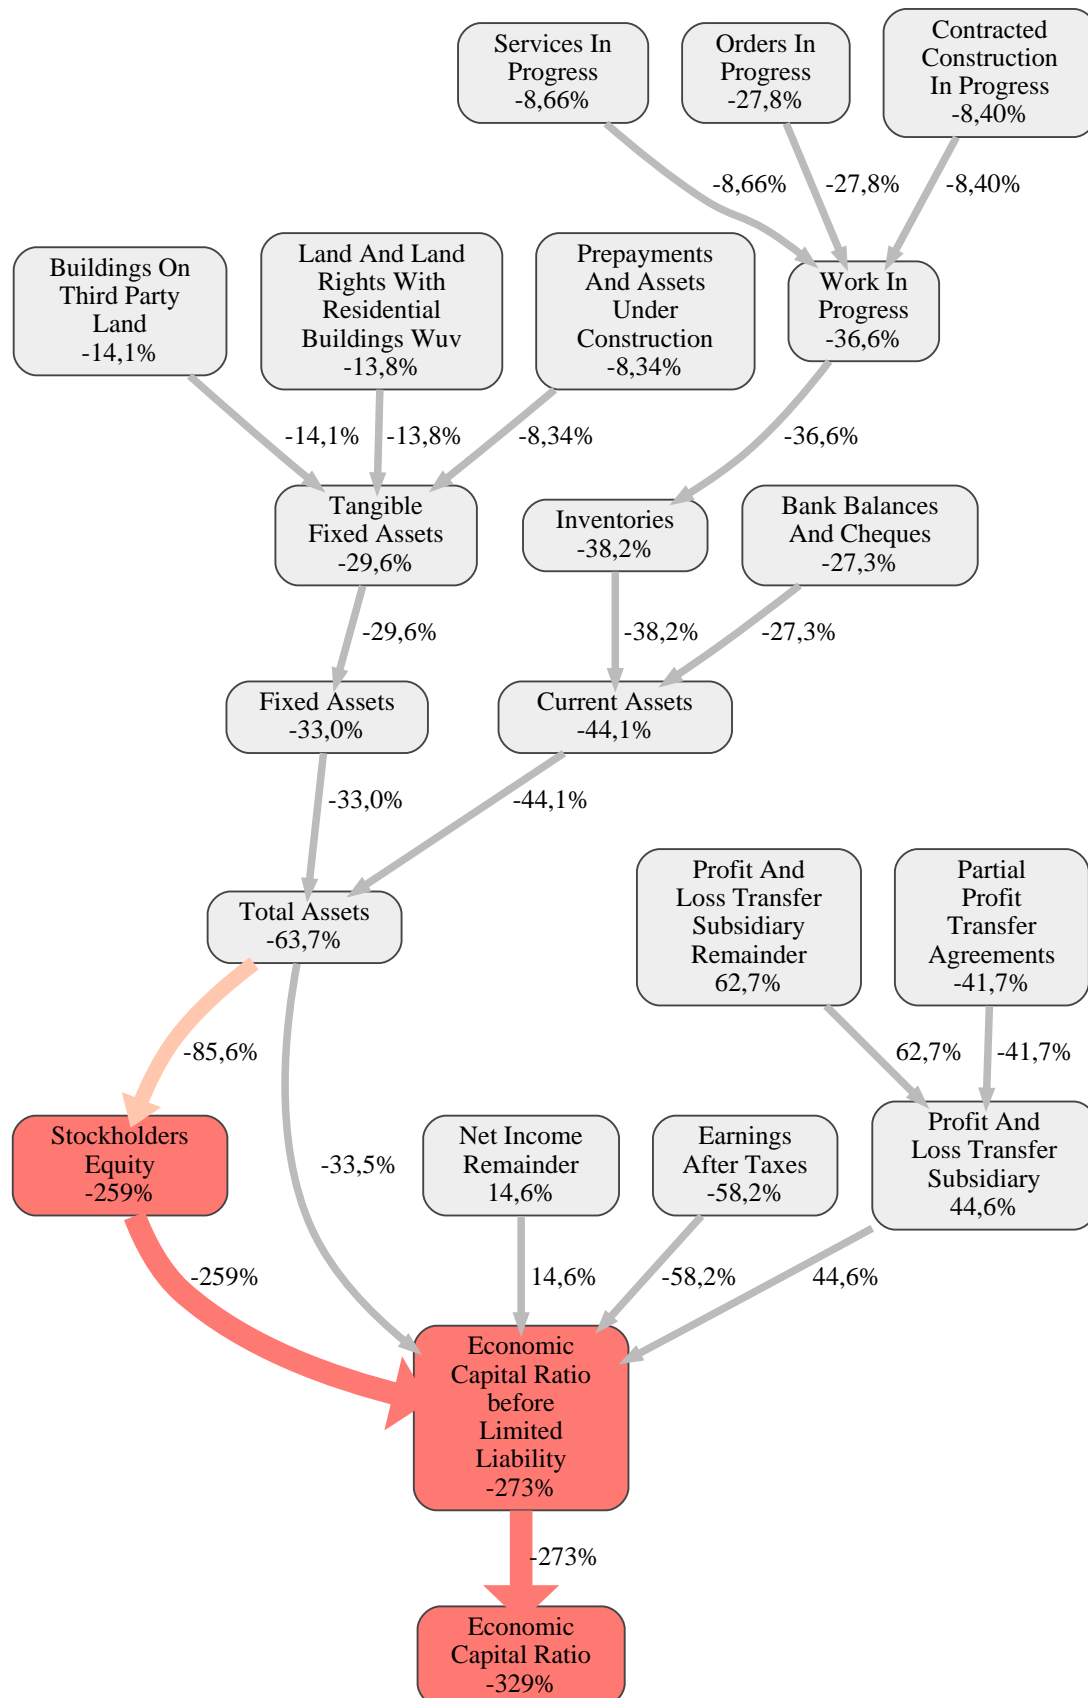 Services In
Progress
-8,66%
Orders In
Progress
-27,8%
Contracted
Construction
In Progress
-8,40%
-8,66%
-27,8%
-8,40%
Buildings On
Third Party
Land
-14,1%
Land And Land
Rights With
Residential
Buildings Wuv
-13,8%
Prepayments
And Assets
Under
Construction
-8,34%
Work In
Progress
-36,6%
-14,1%
-13,8%
-8,34%
-36,6%
Tangible
Fixed Assets
-29,6%
Inventories
-38,2%
Bank Balances
And Cheques
-27,3%
-29,6%
-38,2%
-27,3%
Fixed Assets
-33,0%
Current Assets
-44,1%
-33,0%
-44,1%
Total Assets
-63,7%
Profit And
Loss Transfer
Subsidiary
Remainder
62,7%
Partial
Profit
Transfer
Agreements
-41,7%
-85,6%
62,7%
-41,7%
Stockholders
Equity
-259%
-33,5%
Net Income
Remainder
14,6%
Earnings
After Taxes
-58,2%
Profit And
Loss Transfer
Subsidiary
44,6%
-259%
14,6%
-58,2%
44,6%
Economic
Capital Ratio
before
Limited
Liability
-273%
-273%
Economic
Capital Ratio
-329%